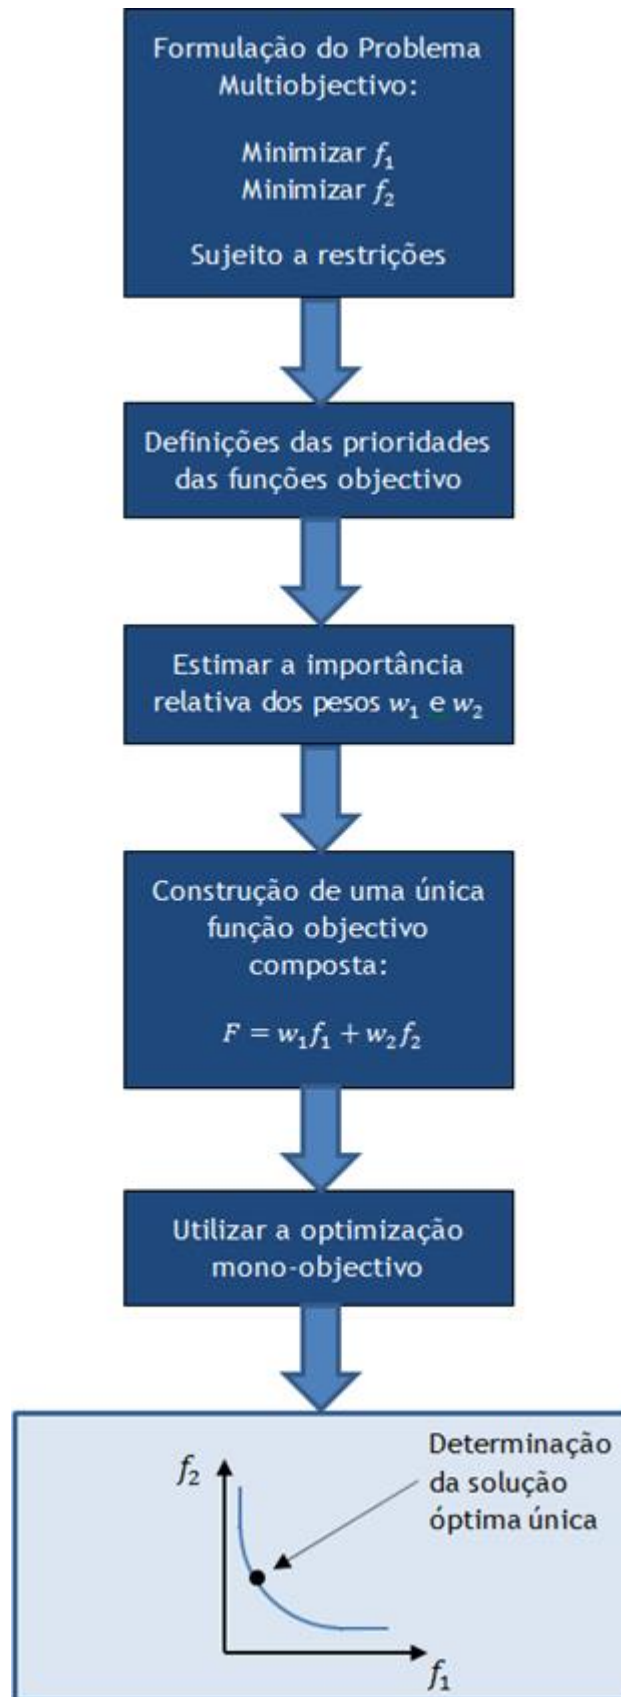 Formulação do Problema
Multiobjectivo:
Minimizar f₁
Minimizar f₂
Sujeito a restrições
Definições das prioridades
das funções objectivo
Estimar a importância
relativa dos pesos w₁ e w₂
Construção de uma única
função objectivo
composta:
F = w₁f₁ + w₂f₂
Utilizar a optimização
mono-objectivo
Determinação
da solução
óptima única
f₂
f₁